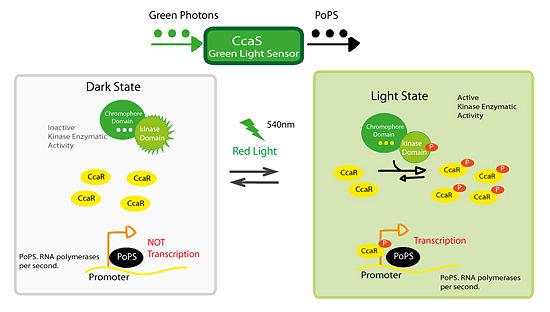 Green Photons
CcaS
Green Light Sensor
PoPS
Dark State
Inactive
Kinase Enzymatic
Activity
Chromophore
Domain
kinase
Domain
CcaR
CcaR
CcaR
CcaR
NOT
Transcription
PoPS. RNA polymerases
per second.
PoPS
Promoter
540nm
Red Light
Light State
Active
Kinase Enzymatic
Activity
Chromophore
Domain
kinase
Domain
P
CcaR
CcaR
P
CcaR
P
CcaR
P
CcaR
P
Transcription
CcaR
P
PoPS
Promoter
PoPS. RNA polymerases
per second.